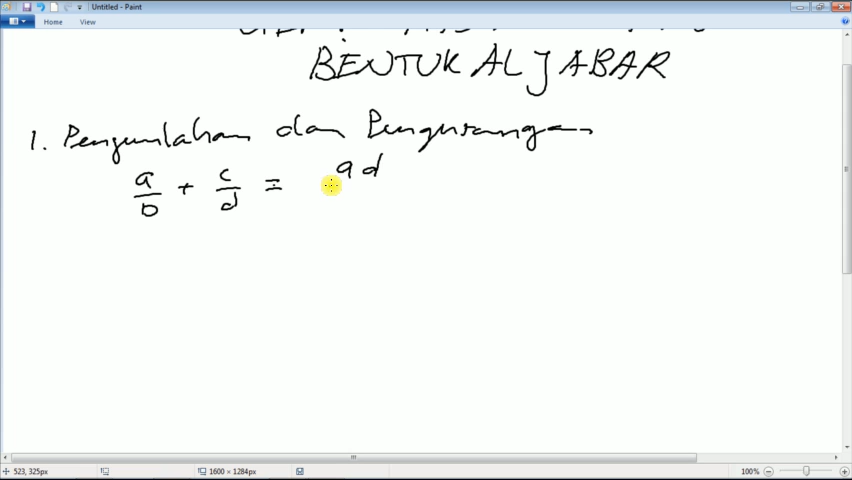 Untitled - Paint
Home View
BENTUK ALJABAR
1. Penjumlahan dan Pengurangan
a/b + c/d = ad
523, 325px 1600 × 1284px 100%